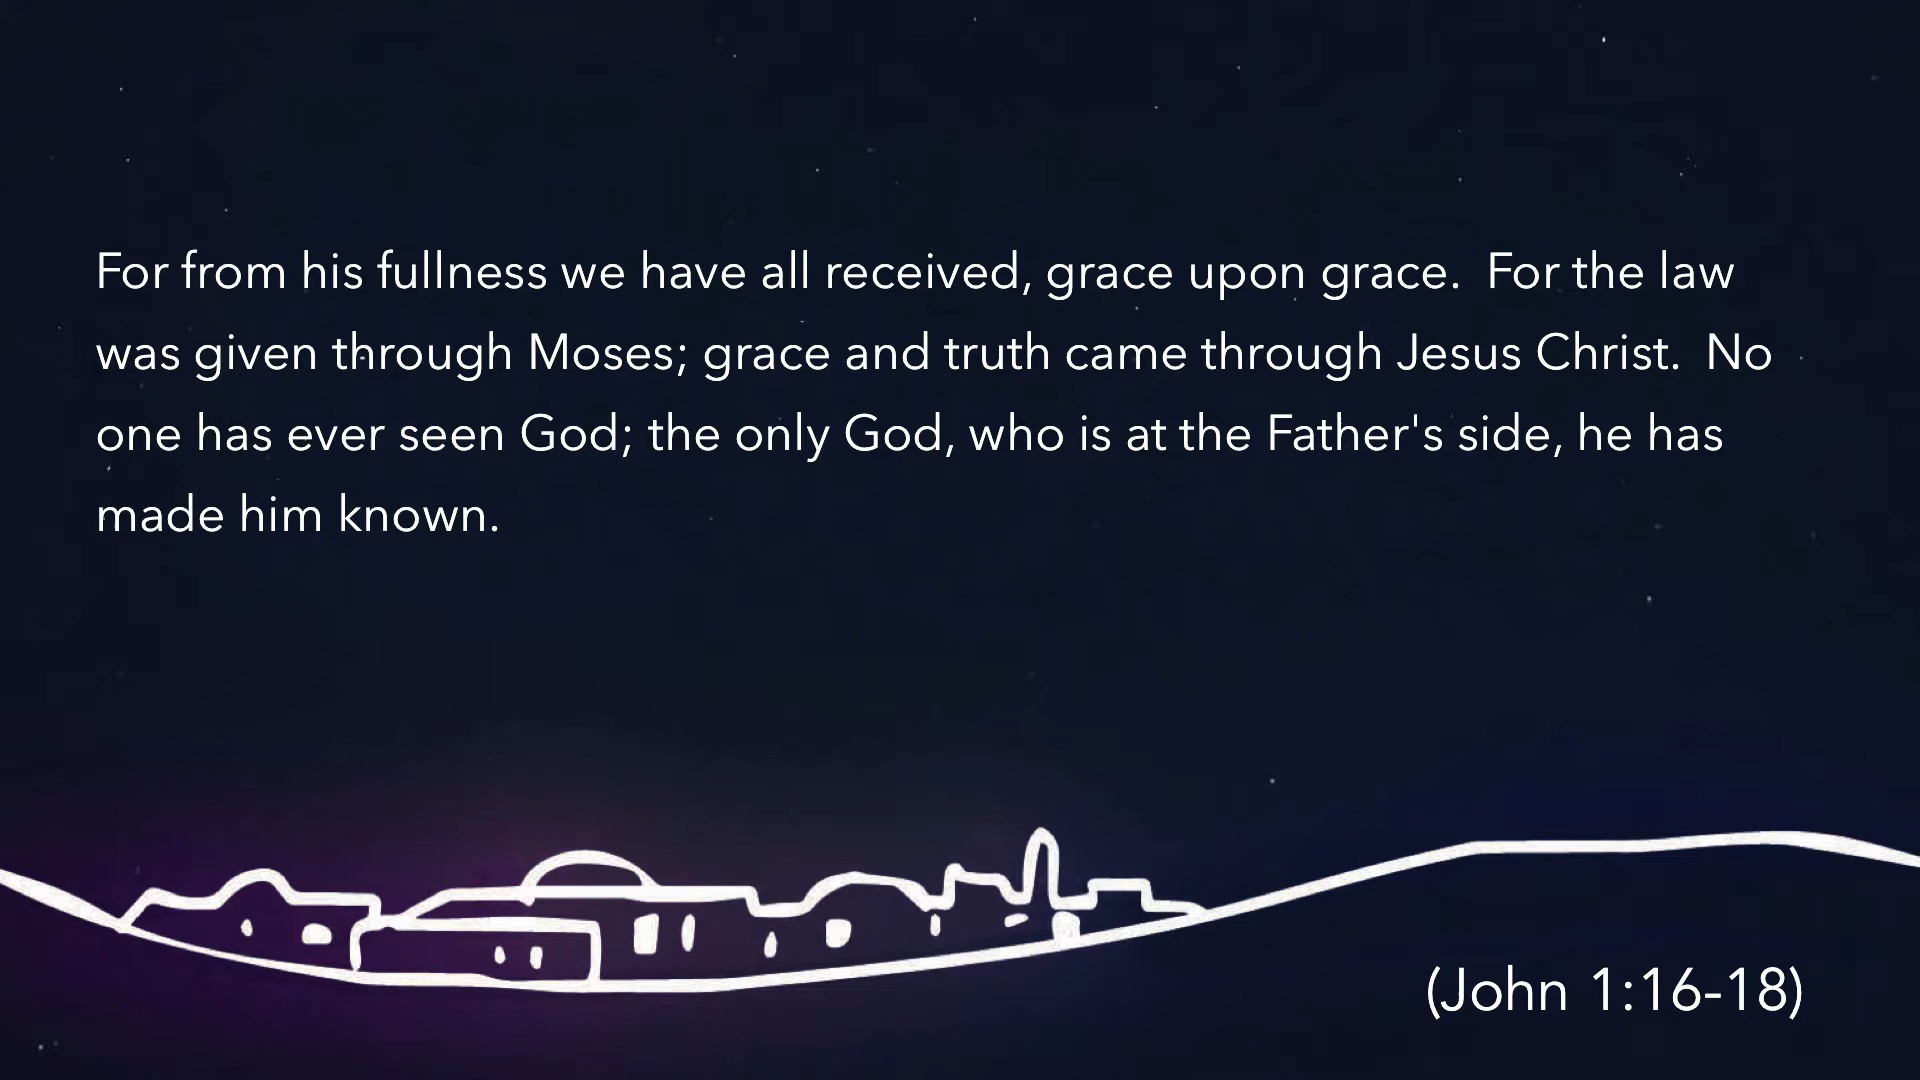 For from his fullness we have all received, grace upon grace.  For the law
was given through Moses; grace and truth came through Jesus Christ.  No
one has ever seen God; the only God, who is at the Father's side, he has
made him known.
(John 1:16-18)